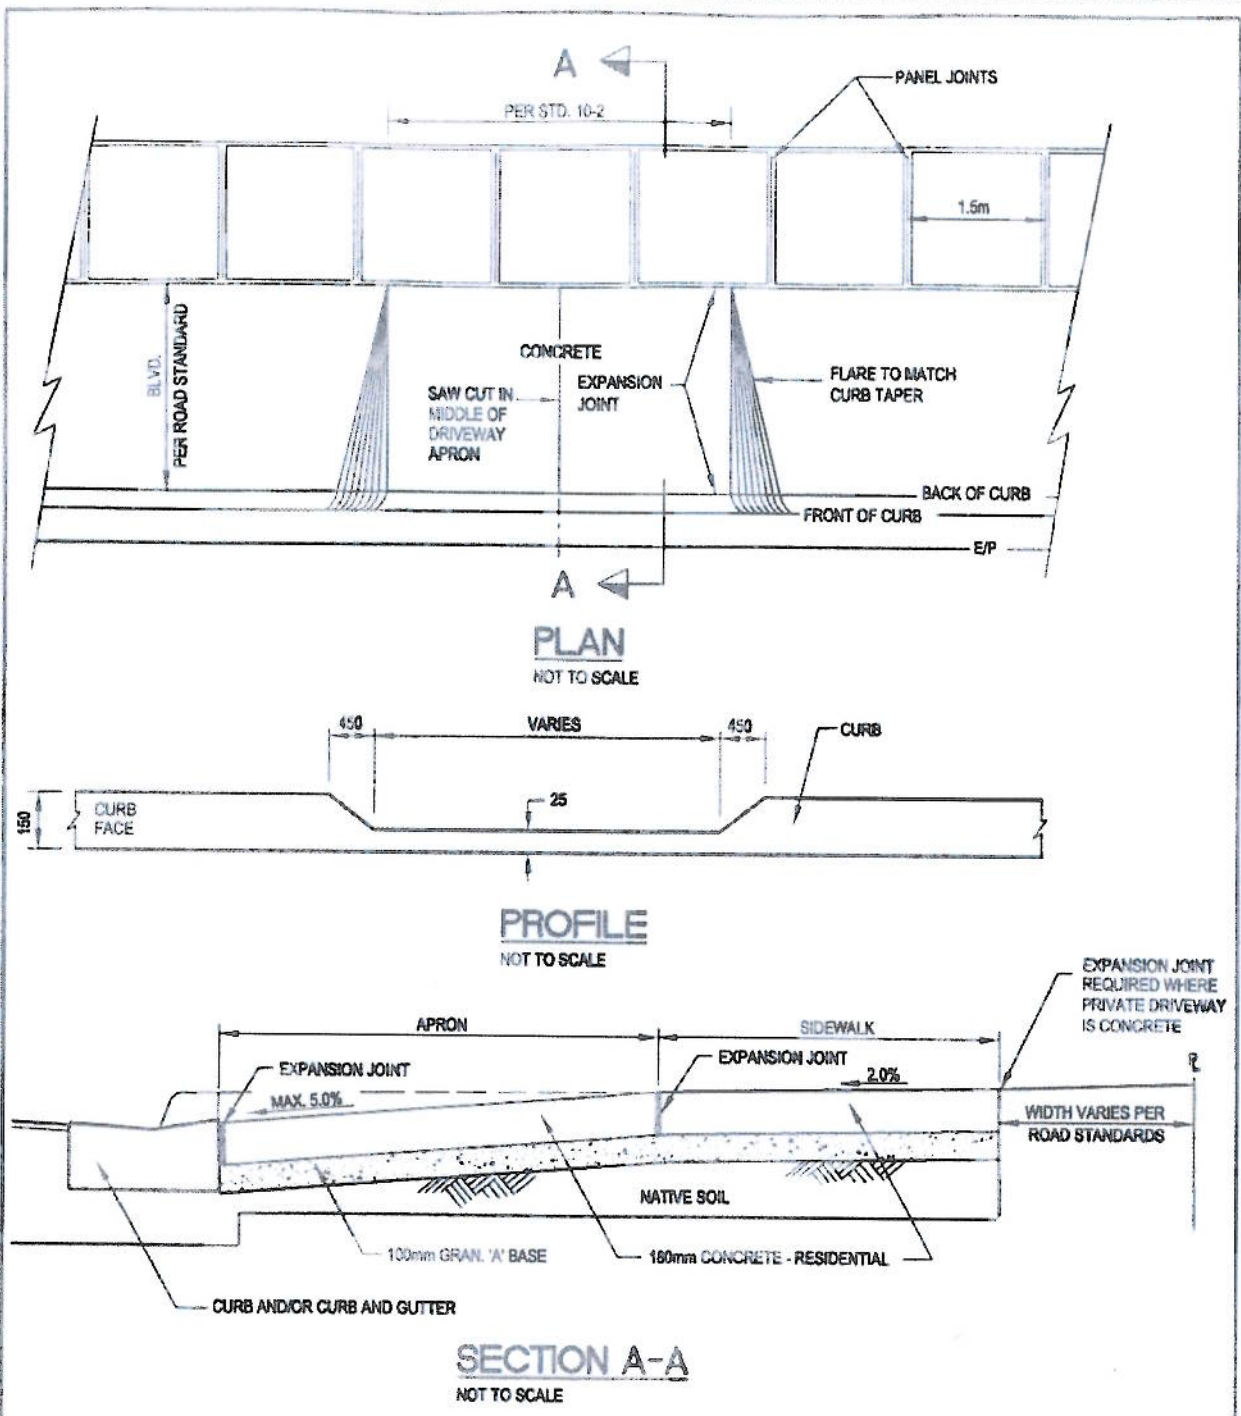 A
PANEL JOINTS
PER STD. 10-2
1.5m
BLVD.
PER ROAD STANDARD
CONCRETE
SAW CUT IN
MIDDLE OF
DRIVEWAY
APRON
EXPANSION
JOINT
FLARE TO MATCH
CURB TAPER
BACK OF CURB
FRONT OF CURB
E/P
A
PLAN
NOT TO SCALE
450
VARIES
450
CURB
150
CURB
FACE
25
PROFILE
NOT TO SCALE
EXPANSION JOINT
REQUIRED WHERE
PRIVATE DRIVEWAY
IS CONCRETE
APRON
SIDEWALK
EXPANSION JOINT
EXPANSION JOINT
MAX. 5.0%
2.0%
WIDTH VARIES PER
ROAD STANDARDS
NATIVE SOIL
100mm GRAN. 'A' BASE
CONCRETE - RESIDENTIAL
CURB AND/OR CURB AND GUTTER
SECTION A-A
NOT TO SCALE